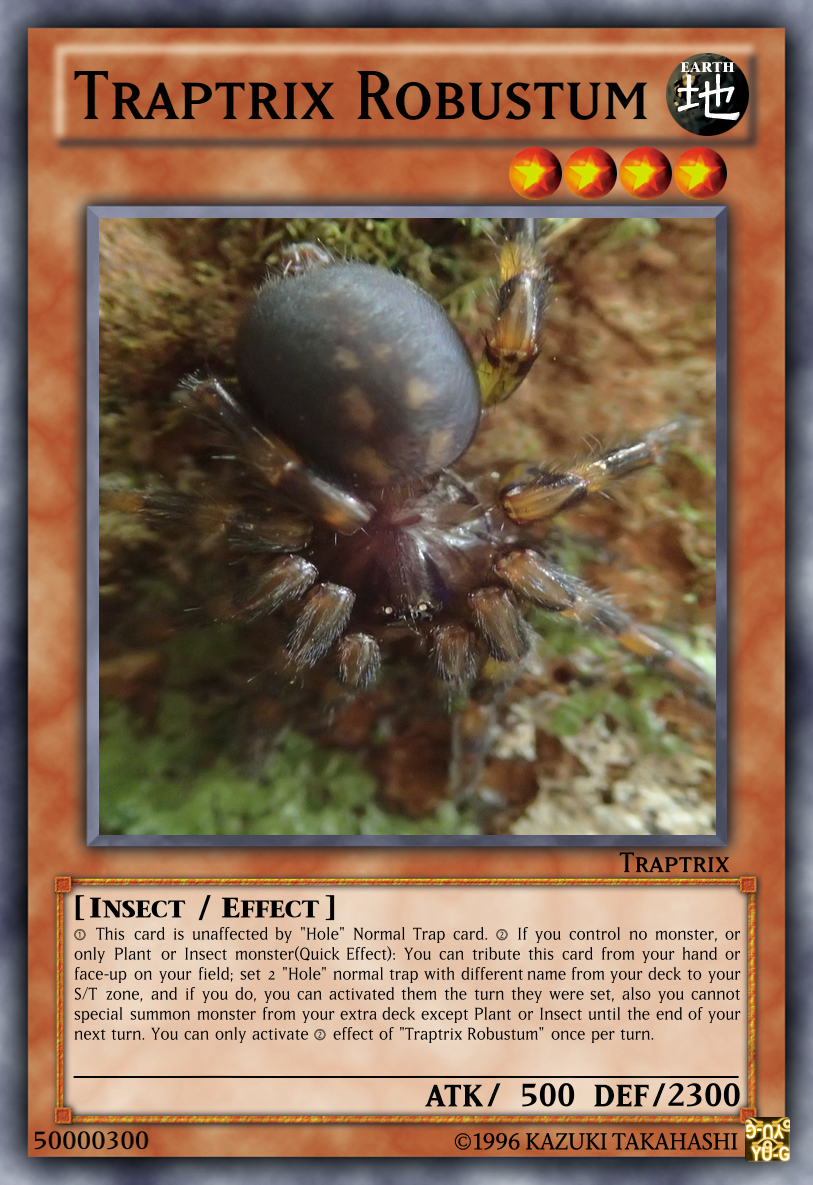 Traptrix Robustum
EARTH
地
Traptrix
[ Insect / Effect ]
① This card is unaffected by "Hole" Normal Trap card. ② If you control no monster, or
only Plant or Insect monster(Quick Effect): You can tribute this card from your hand or
face-up on your field; set 2 "Hole" normal trap with different name from your deck to your
S/T zone, and if you do, you can activated them the turn they were set, also you cannot
special summon monster from your extra deck except Plant or Insect until the end of your
next turn. You can only activate ② effect of "Traptrix Robustum" once per turn.
ATK/ 500 DEF/2300
50000300
©1996 KAZUKI TAKAHASHI